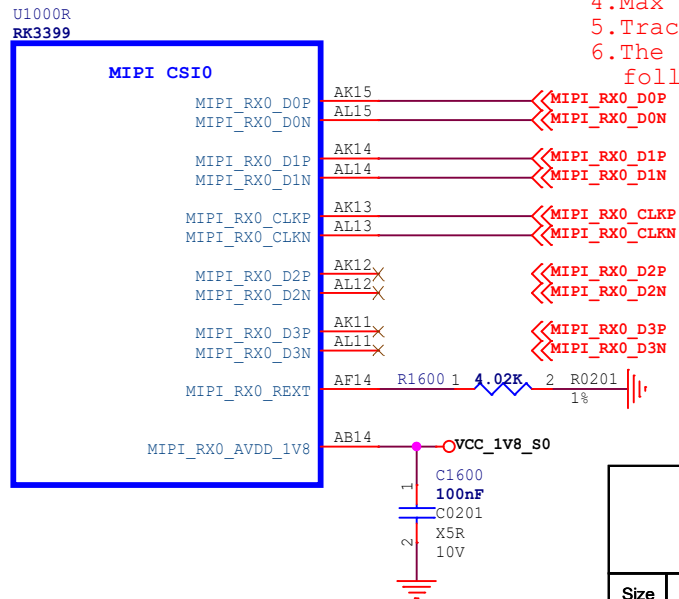 U1000R
RK3399
4.Max
5.Trac
6.The
foll
MIPI CSI0
MIPI_RX0_D0P AK15 MIPI_RX0_D0P
MIPI_RX0_D0N AL15 MIPI_RX0_D0N
MIPI_RX0_D1P AK14 MIPI_RX0_D1P
MIPI_RX0_D1N AL14 MIPI_RX0_D1N
MIPI_RX0_CLKP AK13 MIPI_RX0_CLKP
MIPI_RX0_CLKN AL13 MIPI_RX0_CLKN
MIPI_RX0_D2P AK12 MIPI_RX0_D2P
MIPI_RX0_D2N AL12 MIPI_RX0_D2N
MIPI_RX0_D3P AK11 MIPI_RX0_D3P
MIPI_RX0_D3N AL11 MIPI_RX0_D3N
MIPI_RX0_REXT AF14 R1600 1 4.02K 2 R0201
1%
MIPI_RX0_AVDD_1V8 AB14 VCC_1V8_S0
1 C1600
100nF
C0201
X5R
2 10V
Size